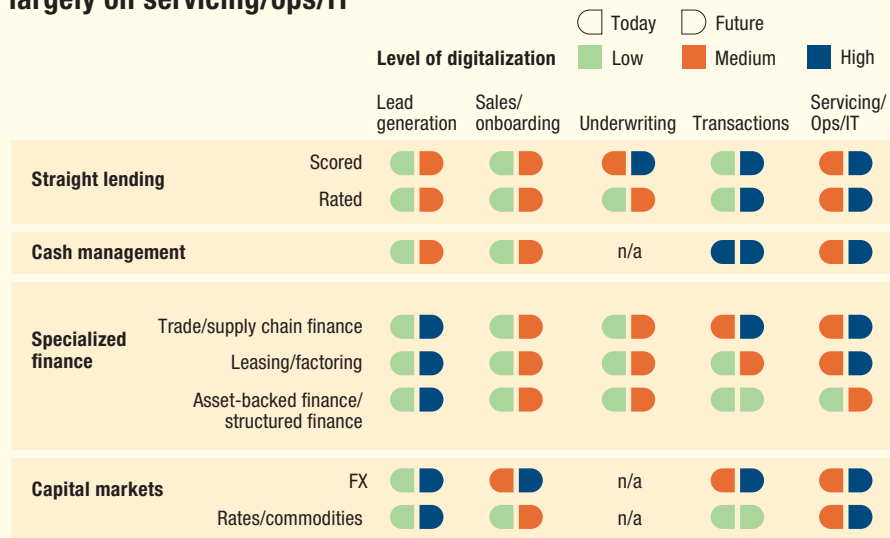 largely on servicing/ops/IT
Today Future
Level of digitalization Low Medium High
Lead generation
Sales/ onboarding
Underwriting
Transactions
Servicing/ Ops/IT
Straight lending
Scored
Rated
Cash management
n/a
Specialized finance
Trade/supply chain finance
Leasing/factoring
Asset-backed finance/
structured finance
Capital markets
FX
n/a
Rates/commodities
n/a